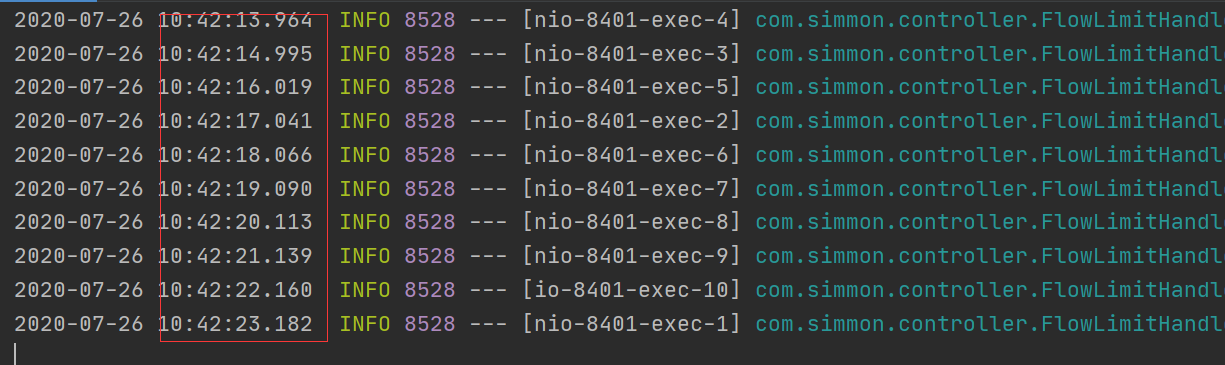 2020-07-26 10:42:13.964 INFO 8528 --- [nio-8401-exec-4] com.simmon.controller.FlowLimitHandl
2020-07-26 10:42:14.995 INFO 8528 --- [nio-8401-exec-3] com.simmon.controller.FlowLimitHandl
2020-07-26 10:42:16.019 INFO 8528 --- [nio-8401-exec-5] com.simmon.controller.FlowLimitHandl
2020-07-26 10:42:17.041 INFO 8528 --- [nio-8401-exec-2] com.simmon.controller.FlowLimitHandl
2020-07-26 10:42:18.066 INFO 8528 --- [nio-8401-exec-6] com.simmon.controller.FlowLimitHandl
2020-07-26 10:42:19.090 INFO 8528 --- [nio-8401-exec-7] com.simmon.controller.FlowLimitHandl
2020-07-26 10:42:20.113 INFO 8528 --- [nio-8401-exec-8] com.simmon.controller.FlowLimitHandl
2020-07-26 10:42:21.139 INFO 8528 --- [nio-8401-exec-9] com.simmon.controller.FlowLimitHandl
2020-07-26 10:42:22.160 INFO 8528 --- [io-8401-exec-10] com.simmon.controller.FlowLimitHandl
2020-07-26 10:42:23.182 INFO 8528 --- [nio-8401-exec-1] com.simmon.controller.FlowLimitHandl